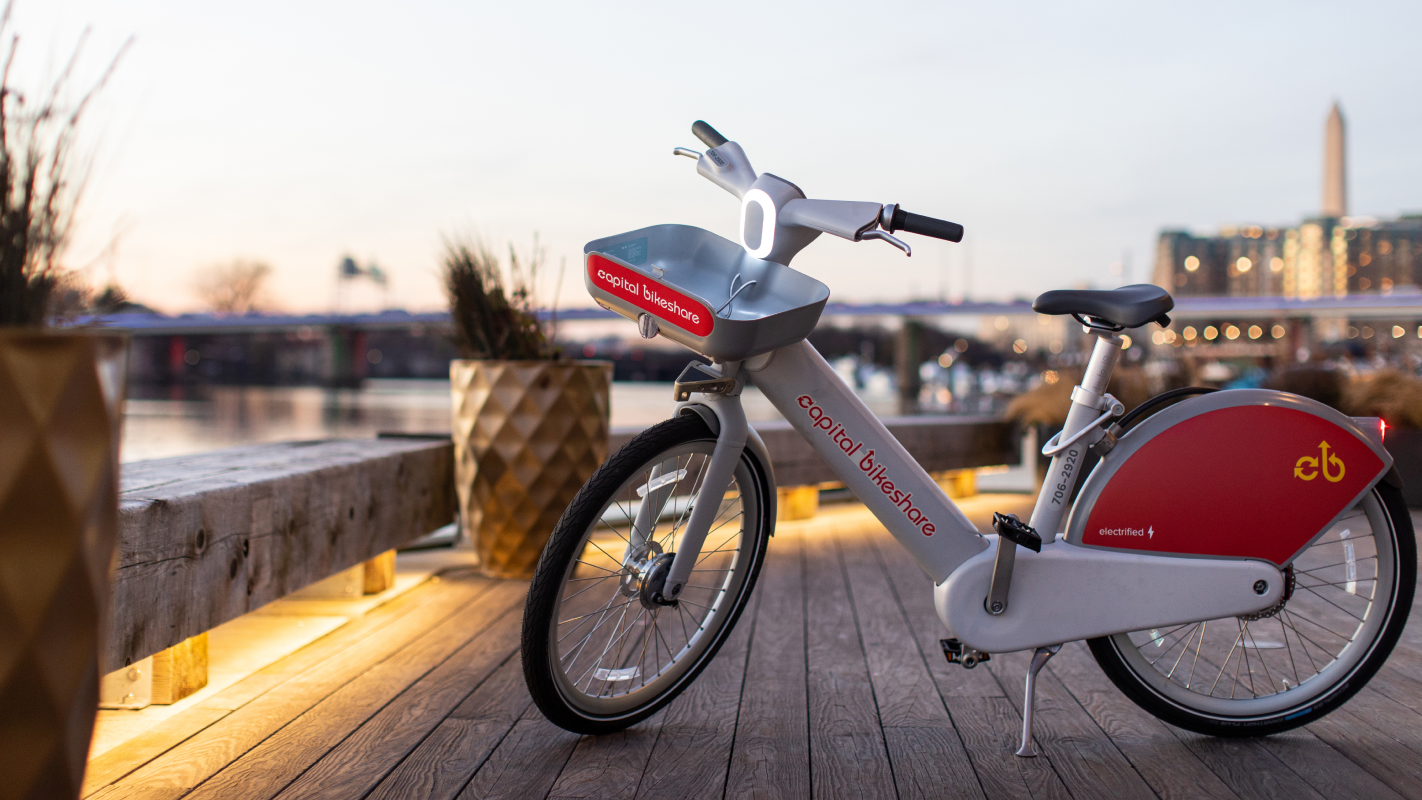 capital bikeshare
capital bikeshare
706-2920
electrified
cb